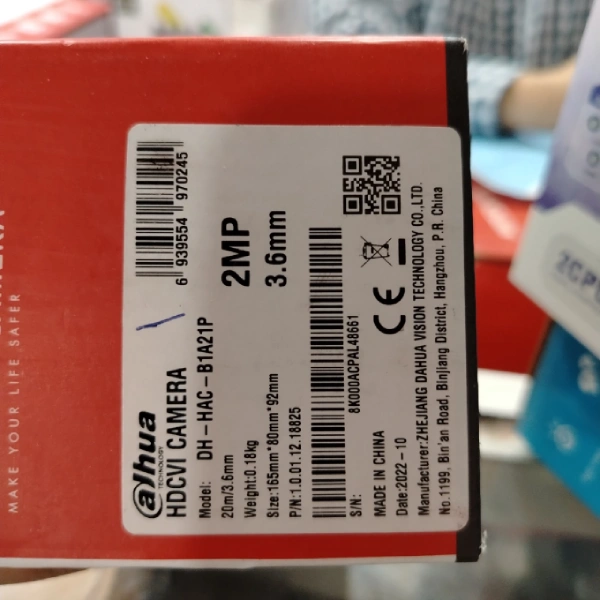 MAKE YOUR LIFE SAFER
alhua
TECHNOLOGY
HDCVI CAMERA
6 939554 970245
Model: DH-HAC-B1A21P
2MP
20m/3.6mm
3.6mm
Weight:0.18kg
Size:165mm*80mm*92mm
P/N:1.0.01.12.18825
S/N:
8K000ACPAL48661
MADE IN CHINA
CE
Date:2022-10
Manufacturer:ZHEJIANG DAHUA VISION TECHNOLOGY CO.,LTD.
No.1199, Bin'an Road, Binjiang District, Hangzhou, P.R. China